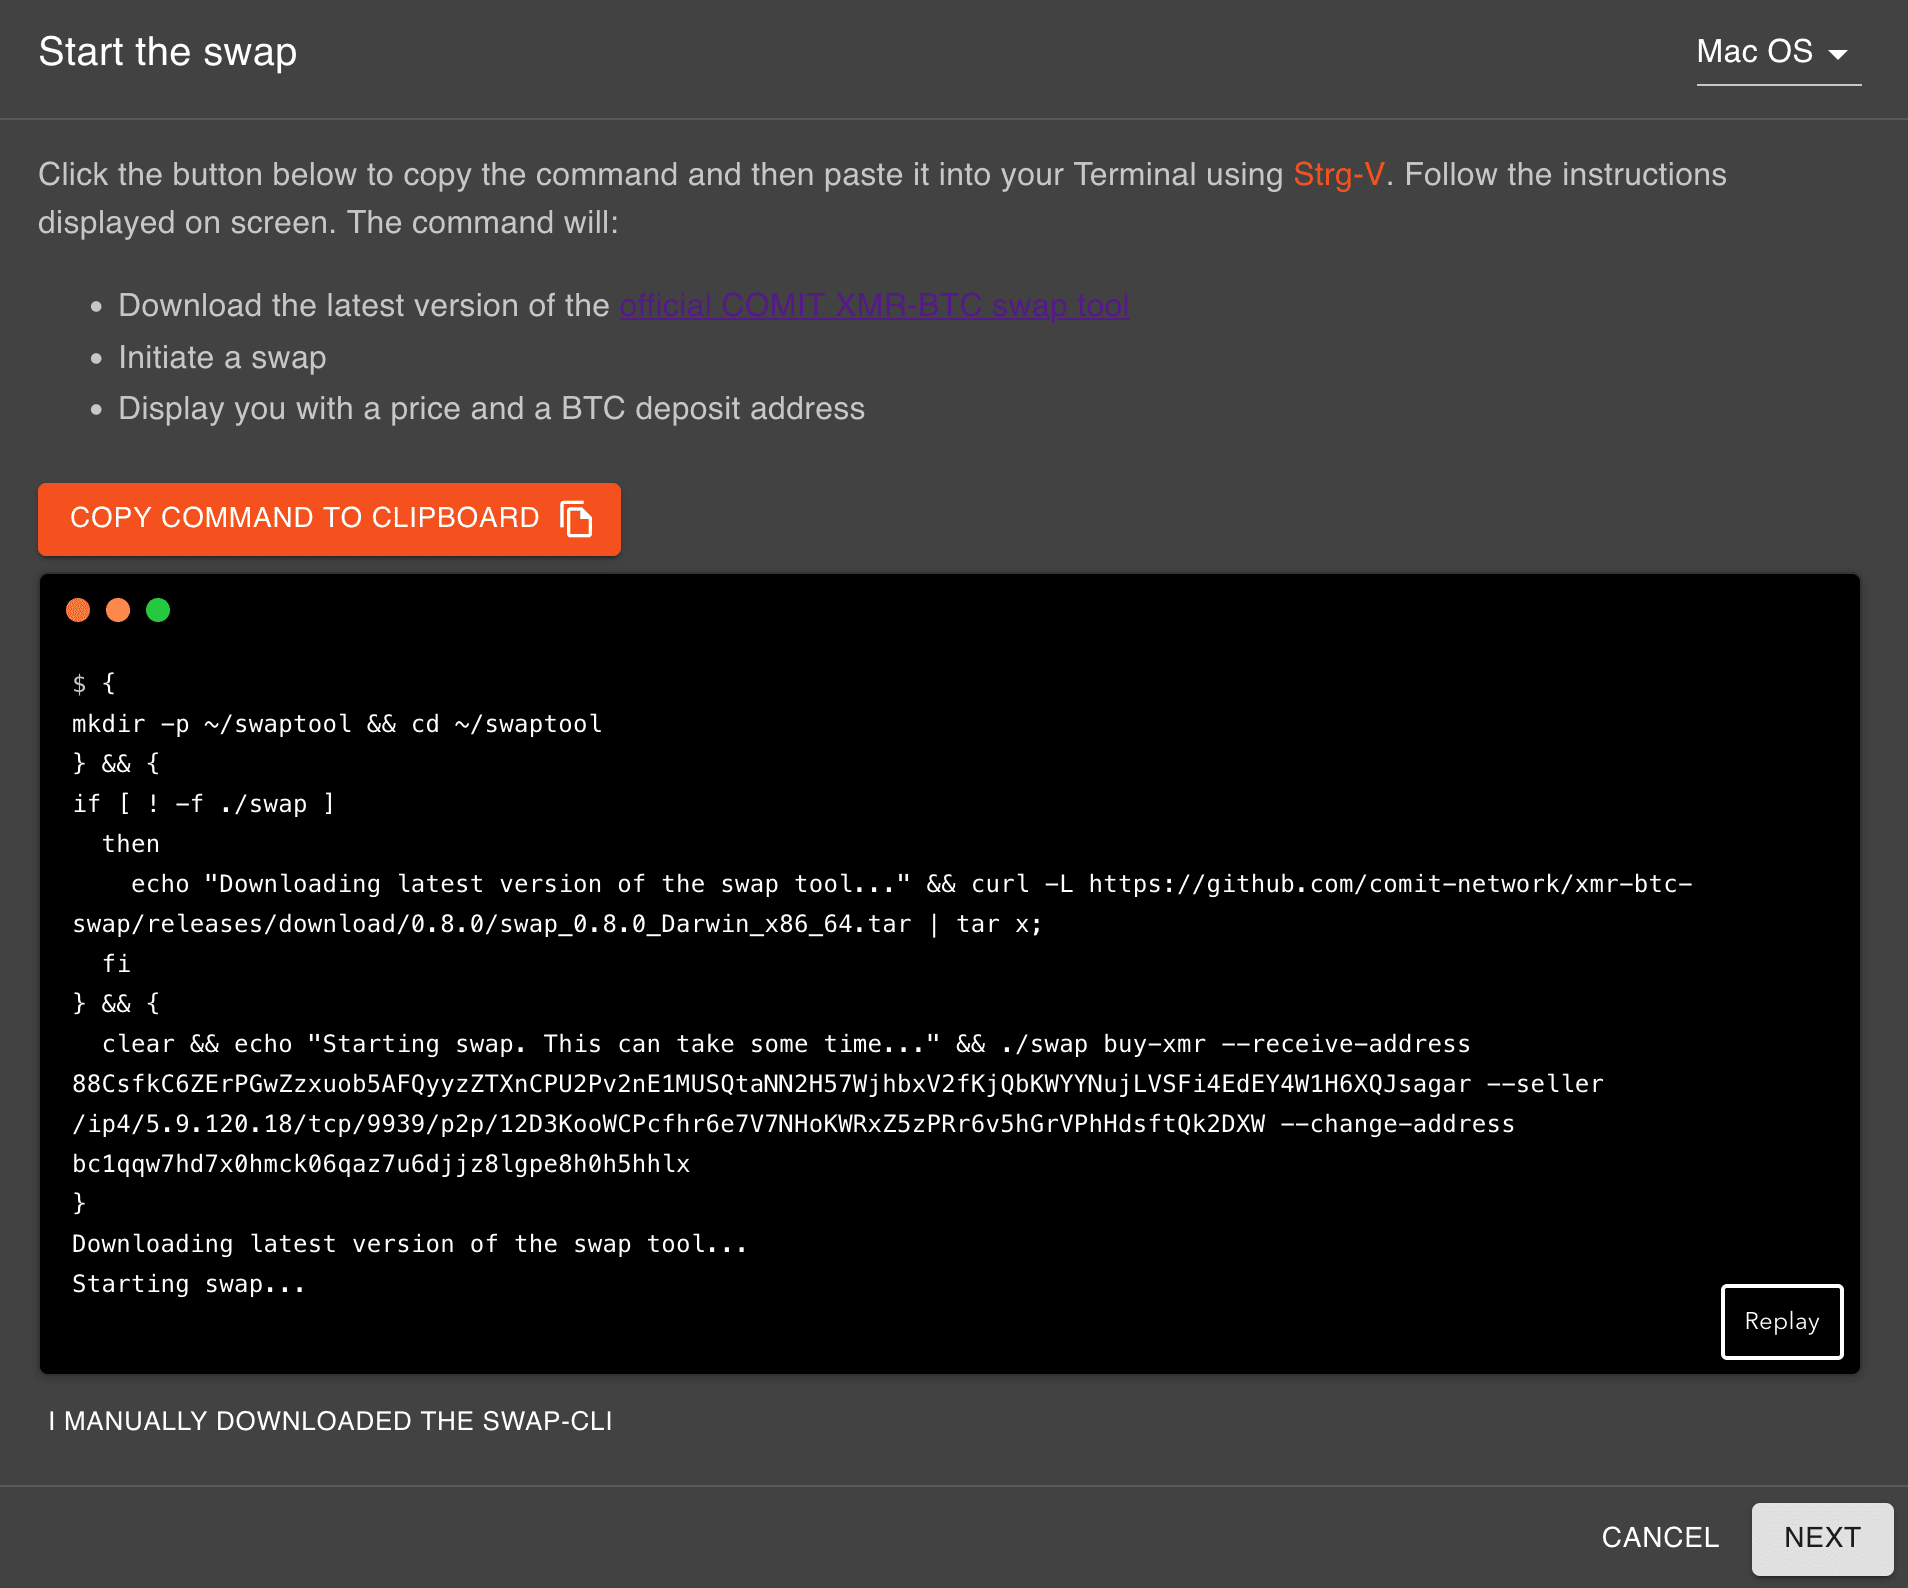 Start the swap
Mac OS
Click the button below to copy the command and then paste it into your Terminal using Strg-V. Follow the instructions
displayed on screen. The command will:
• Download the latest version of the official COMIT XMR-BTC swap tool
• Initiate a swap
• Display you with a price and a BTC deposit address
COPY COMMAND TO CLIPBOARD
$ {
mkdir -p ~/swaptool && cd ~/swaptool
} && {
if [ ! -f ./swap ]
then
echo "Downloading latest version of the swap tool..." && curl -L https://github.com/comit-network/xmr-btc-
swap/releases/download/0.8.0/swap_0.8.0_Darwin_x86_64.tar | tar x;
fi
} && {
clear && echo "Starting swap. This can take some time..." && ./swap buy-xmr --receive-address
88CsfkC6ZErPGwZzxuob5AFQyyzZTXnCPU2Pv2nE1MUSQtaNN2H57WjhbxV2fKjQbKWYYNujLVSFi4EdEY4W1H6XQJsagar --seller
/ip4/5.9.120.18/tcp/9939/p2p/12D3KooWCPcfhr6e7V7NHoKWRxZ5zPRr6v5hGrVPhHdsftQk2DXW --change-address
bc1qqw7hd7x0hmck06qaz7u6djjz8lgpe8h0h5hhlx
}
Downloading latest version of the swap tool...
Starting swap...
Replay
I MANUALLY DOWNLOADED THE SWAP-CLI
CANCEL
NEXT